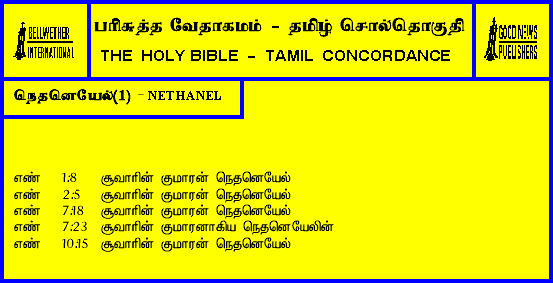 BELLWETHER
INTERNATIONAL
பரிசுத்த வேதாகமம் - தமிழ் சொல்தொகுதி
THE HOLY BIBLE - TAMIL CONCORDANCE
GOOD NEWS
PUBLISHERS
நெதனெயேல்(1) - NETHANEL
எண் 1:8 சூவாரின் குமாரன் நெதனெயேல்
எண் 2:5 சூவாரின் குமாரன் நெதனெயேல்
எண் 7:18 சூவாரின் குமாரன் நெதனெயேல்
எண் 7:23 சூவாரின் குமாரனாகிய நெதனெயேலின்
எண் 10:15 சூவாரின் குமாரன் நெதனெயேல்